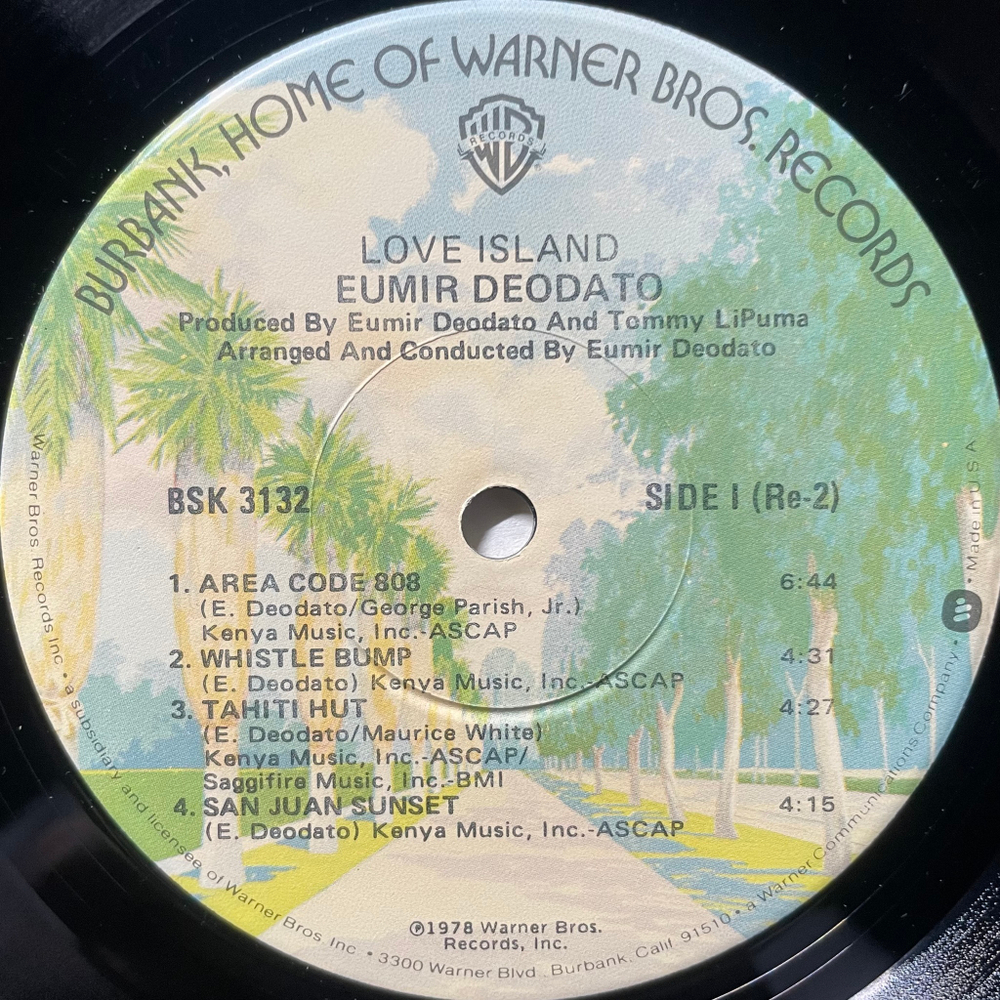 BURBANK, HOME OF WARNER BROS. RECORDS
WB
RECORDS
LOVE ISLAND
EUMIR DEODATO
Produced By Eumir Deodato And Tommy LiPuma
Arranged And Conducted By Eumir Deodato
BSK 3132
SIDE I (Re-2)
1. AREA CODE 808 6:44
(E. Deodato/George Parish, Jr.)
Kenya Music, Inc.-ASCAP
2. WHISTLE BUMP 4:31
(E. Deodato) Kenya Music, Inc.-ASCAP
3. TAHITI HUT 4:27
(E. Deodato/Maurice White)
Kenya Music, Inc.-ASCAP/
Saggifire Music, Inc.-BMI
4. SAN JUAN SUNSET 4:15
(E. Deodato) Kenya Music, Inc.-ASCAP
℗1978 Warner Bros.
Records, Inc.
Warner Bros. Records Inc. • a subsidiary and licensee of Warner Bros. Inc. • 3300 Warner Blvd., Burbank, Calif. 91510 • a Warner Communications Company • Made in U S A